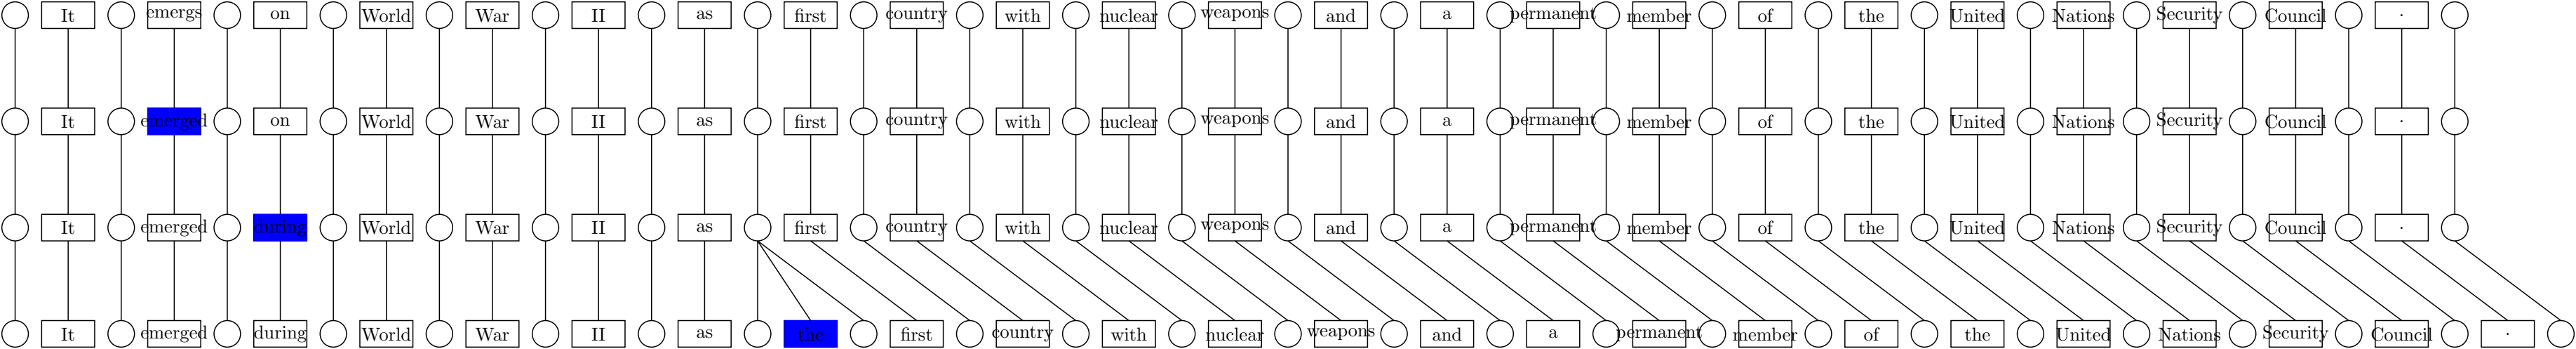 It emergs on World War II as first country with nuclear weapons and a permanent member of the United Nations Security Council .
It emerged on World War II as first country with nuclear weapons and a permanent member of the United Nations Security Council .
It emerged during World War II as first country with nuclear weapons and a permanent member of the United Nations Security Council .
It emerged during World War II as the first country with nuclear weapons and a permanent member of the United Nations Security Council .